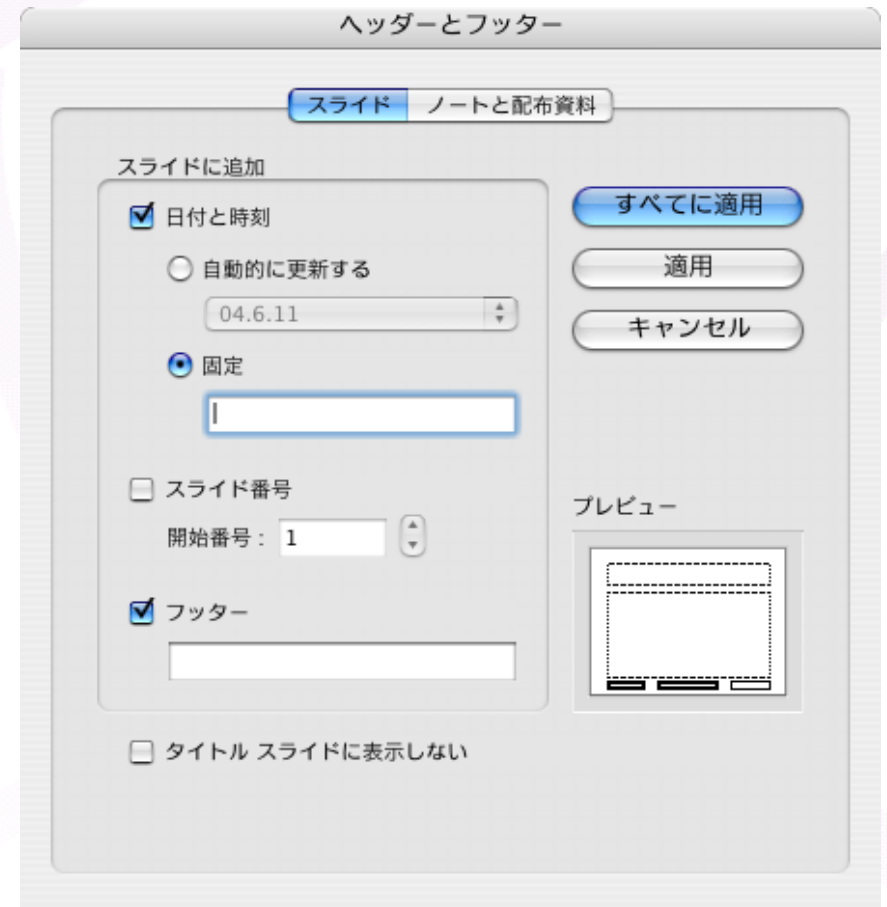 ヘッダーとフッター
スライド
ノートと配布資料
スライドに追加
日付と時刻
自動的に更新する
04.6.11
固定
スライド番号
開始番号： 1
フッター
タイトル スライドに表示しない
すべてに適用
適用
キャンセル
プレビュー